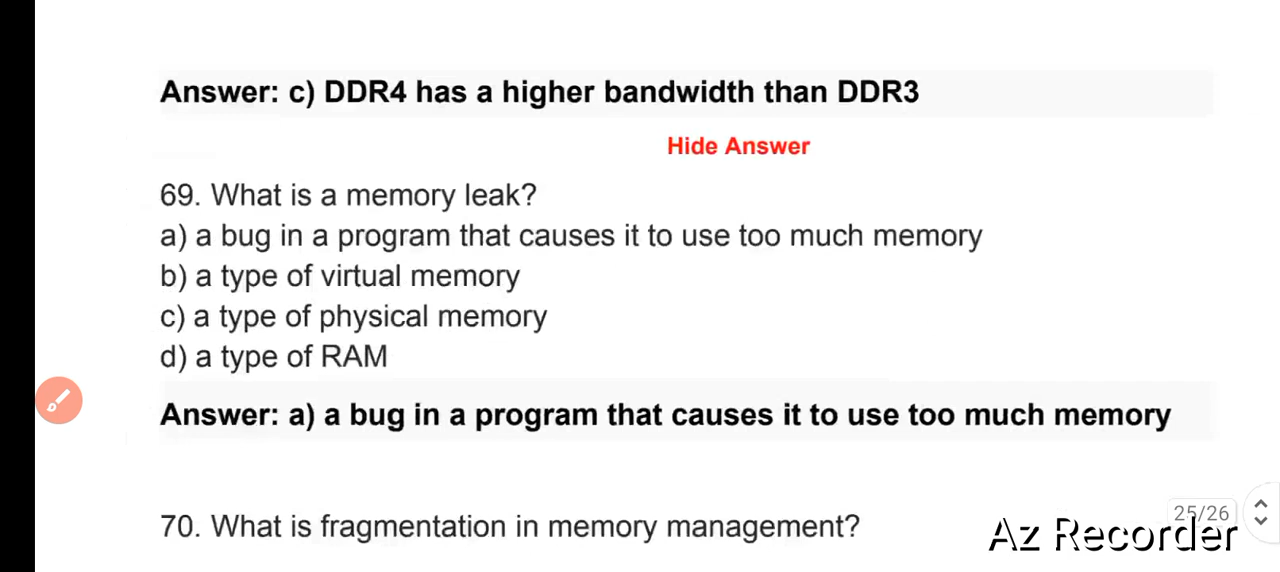 Answer: c) DDR4 has a higher bandwidth than DDR3
Hide Answer
69. What is a memory leak?
a) a bug in a program that causes it to use too much memory
b) a type of virtual memory
c) a type of physical memory
d) a type of RAM
Answer: a) a bug in a program that causes it to use too much memory
70. What is fragmentation in memory management?
25/26
Az Recorder